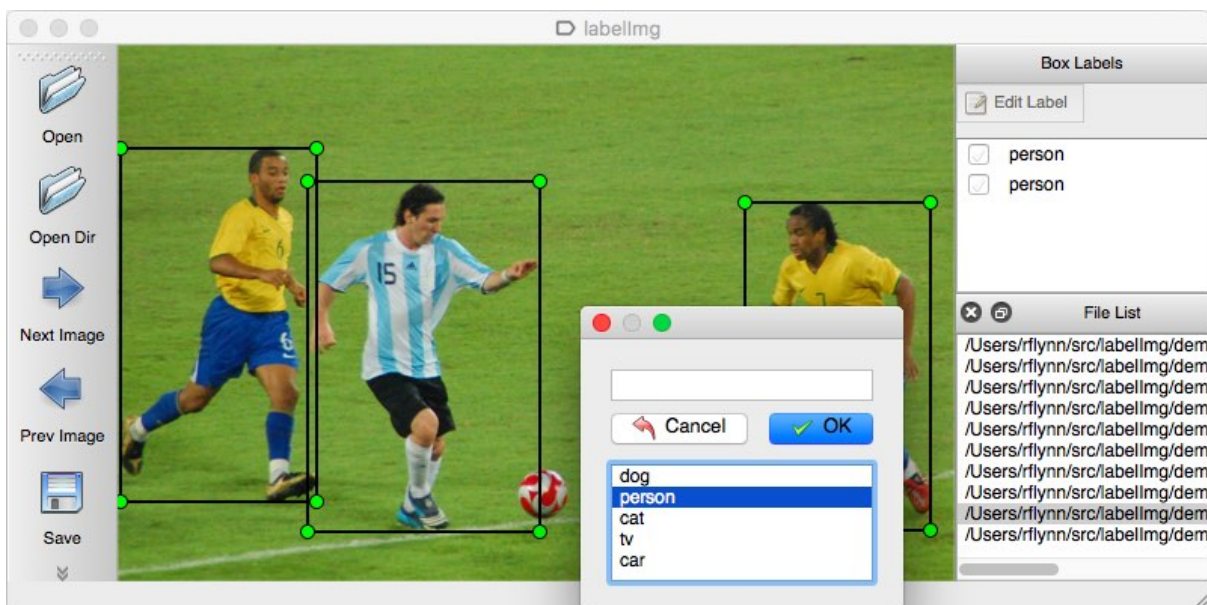 labelImg
Open
Open Dir
Next Image
Prev Image
Save
6
6
15
7
Cancel
OK
dog
person
cat
tv
car
Box Labels
Edit Label
person
person
File List
/Users/rflynn/src/labelImg/dem
/Users/rflynn/src/labelImg/dem
/Users/rflynn/src/labelImg/dem
/Users/rflynn/src/labelImg/dem
/Users/rflynn/src/labelImg/dem
/Users/rflynn/src/labelImg/dem
/Users/rflynn/src/labelImg/dem
/Users/rflynn/src/labelImg/dem
/Users/rflynn/src/labelImg/dem
/Users/rflynn/src/labelImg/dem